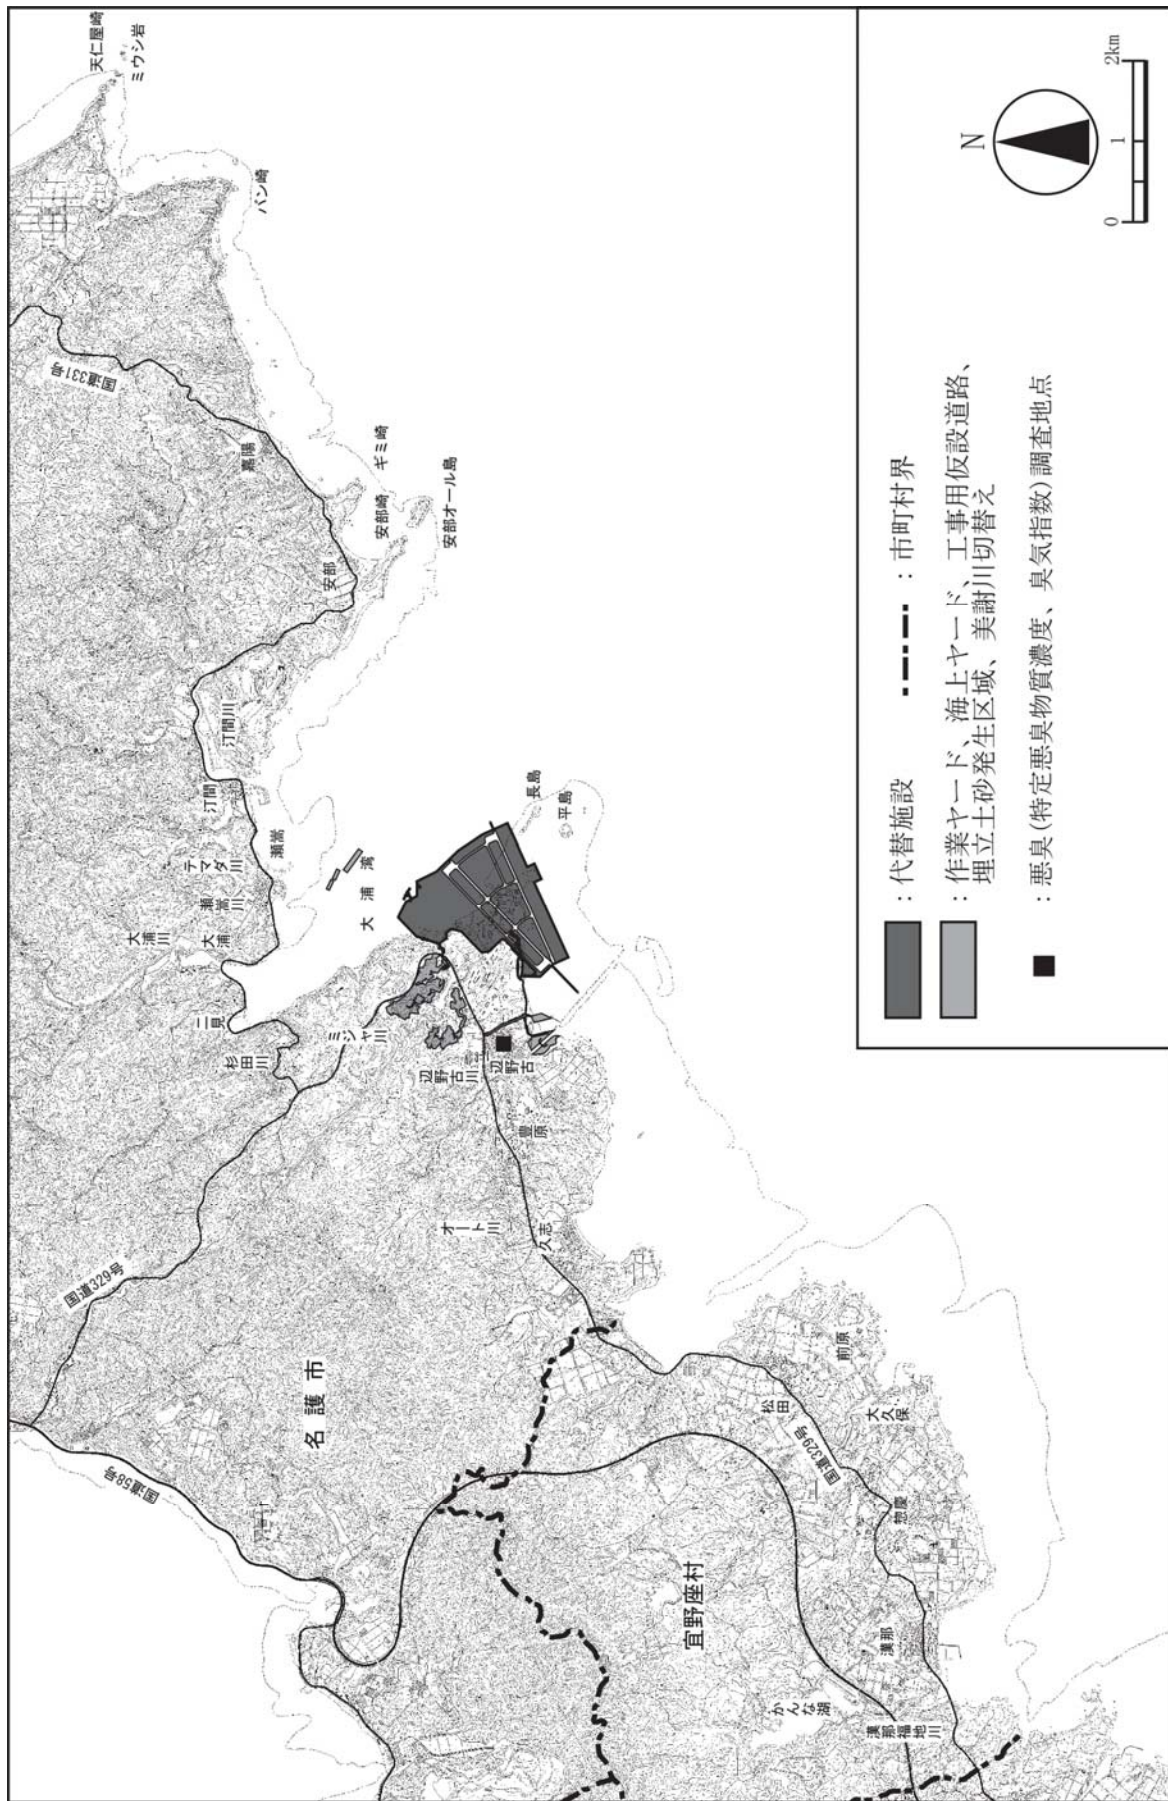 天仁屋崎
ミウシ岩
バン崎
国道331号
嘉陽
ギミ崎
安部崎
安部オール島
安部
汀間川
汀間
瀬嵩
テマダ川
瀬嵩川
大浦川
大浦
大浦湾
長島
平島
二見
杉田川
ミジャ川
辺野古川
辺野古
豊原
オート川
久志
国道329号
名護市
国道58号
松田
前原
大久保
国道329号
惣慶
宜野座村
漢那
かんな湖
漢那福地川
N
0 1 2km
：代替施設
：市町村界
：作業ヤード、海上ヤード、工事用仮設道路、
埋立土砂発生区域、美謝川切替え
：悪臭（特定悪臭物質濃度、臭気指数）調査地点